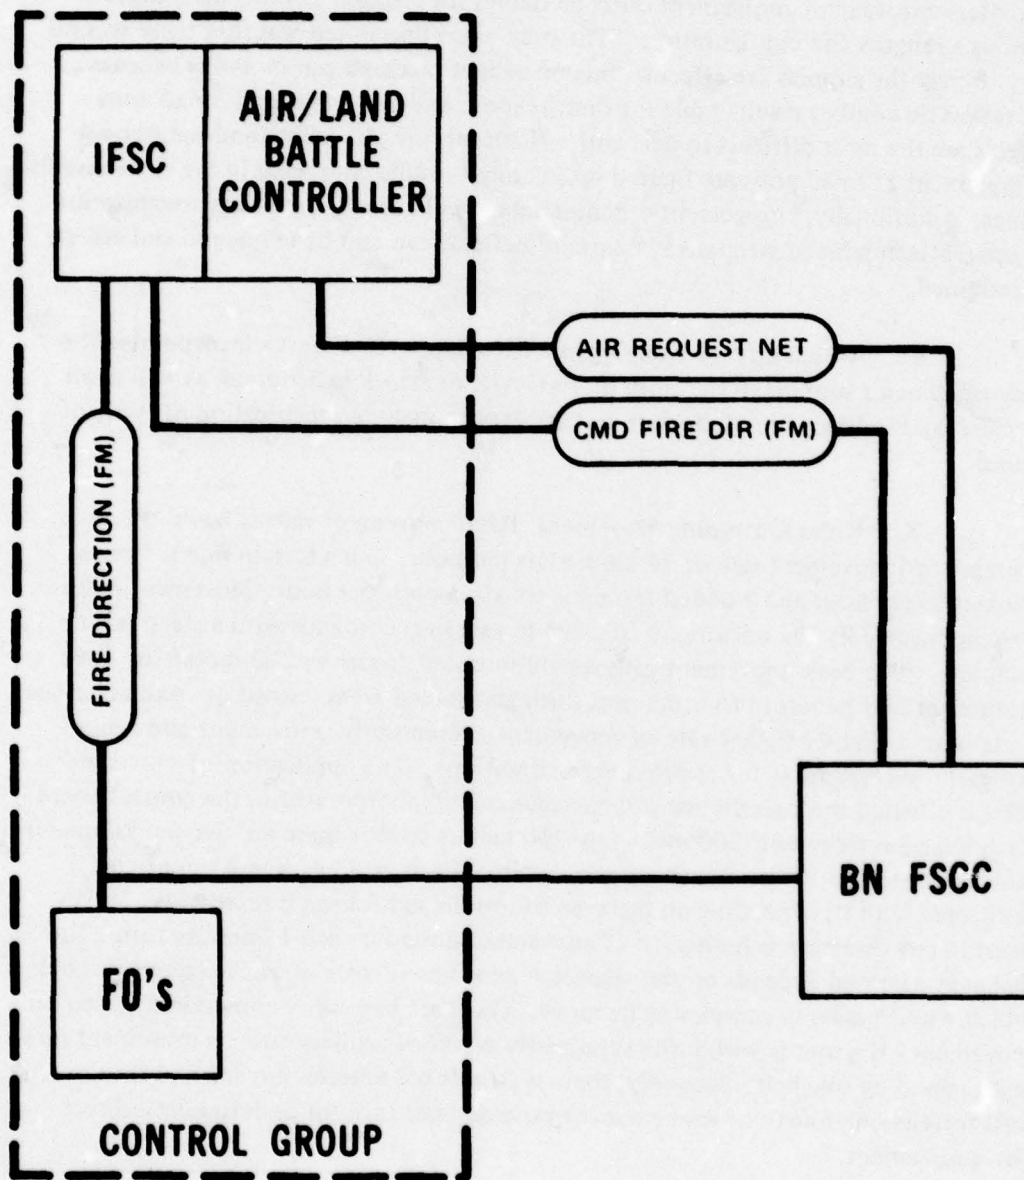 IFSC
AIR/LAND
BATTLE
CONTROLLER
AIR REQUEST NET
CMD FIRE DIR (FM)
FIRE DIRECTION (FM)
BN FSCC
FO's
CONTROL GROUP